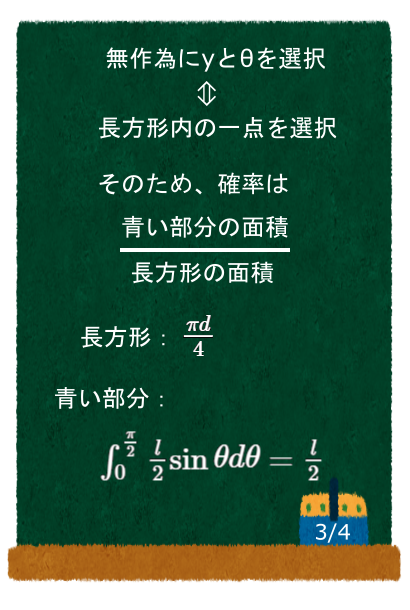 無作為にyとθを選択
⇕
長方形内の一点を選択
そのため、確率は
青い部分の面積
長方形の面積
長方形： πd/4
青い部分：
∫₀^(π/2) l/2 sin θdθ = l/2
3/4